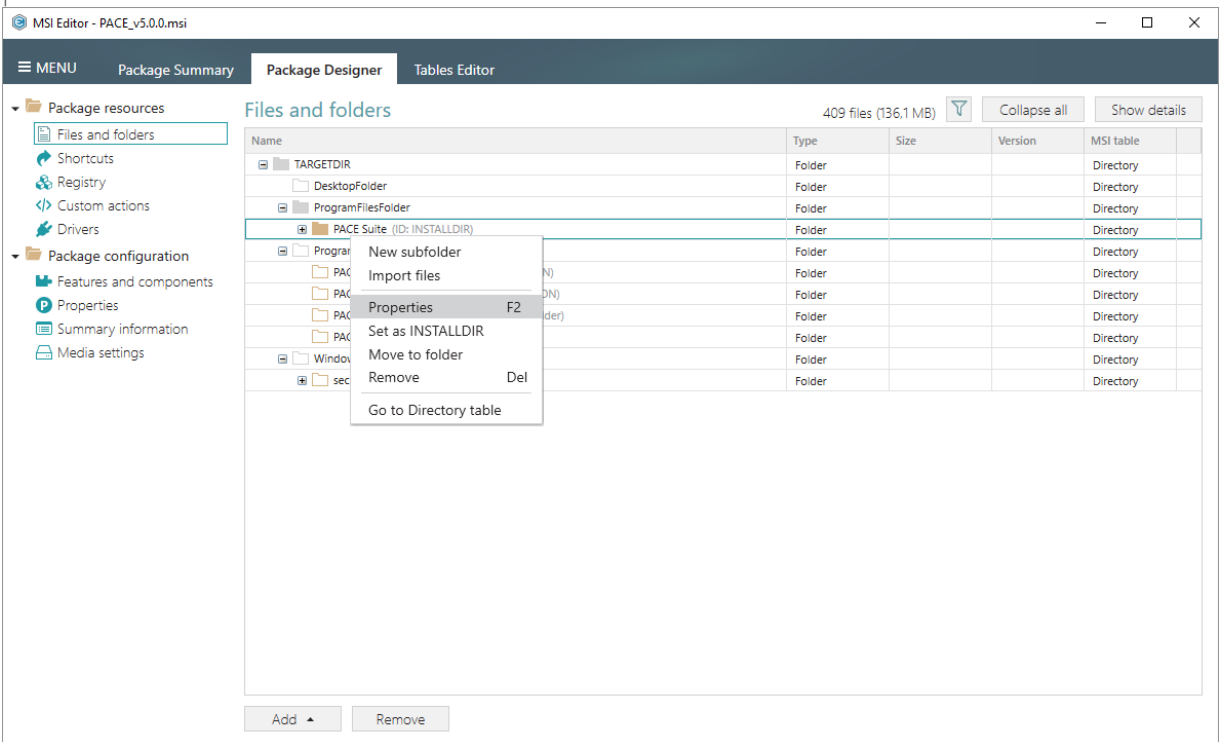 MSI Editor - PACE_v5.0.0.msi
MENU Package Summary Package Designer Tables Editor
Package resources
Files and folders
Shortcuts
Registry
Custom actions
Drivers
Package configuration
Features and components
Properties
Summary information
Media settings
Files and folders 409 files (136,1 MB) Collapse all Show details
Name Type Size Version MSI table
TARGETDIR Folder Directory
DesktopFolder Folder Directory
ProgramFilesFolder Folder Directory
PACE Suite (ID: INSTALLDIR) Folder Directory
Folder Directory
Folder Directory
Folder Directory
Folder Directory
Folder Directory
Folder Directory
Folder Directory
New subfolder
Import files
Properties F2
Set as INSTALLDIR
Move to folder
Remove Del
Go to Directory table
Add Remove